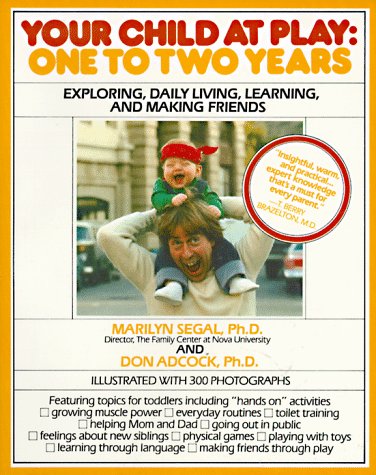 YOUR CHILD AT PLAY:
ONE TO TWO YEARS
EXPLORING, DAILY LIVING, LEARNING,
AND MAKING FRIENDS
"Insightful, warm,
and practical...
expert knowledge
that's a must for
every parent."
—T. BERRY
BRAZELTON, M.D.
MARILYN SEGAL, Ph.D.
Director, The Family Center at Nova University
AND
DON ADCOCK, Ph.D.
ILLUSTRATED WITH 300 PHOTOGRAPHS
Featuring topics for toddlers including "hands on" activities
□ growing muscle power □ everyday routines □ toilet training
□ helping Mom and Dad □ going out in public
□ feelings about new siblings □ physical games □ playing with toys
□ learning through language □ making friends through play